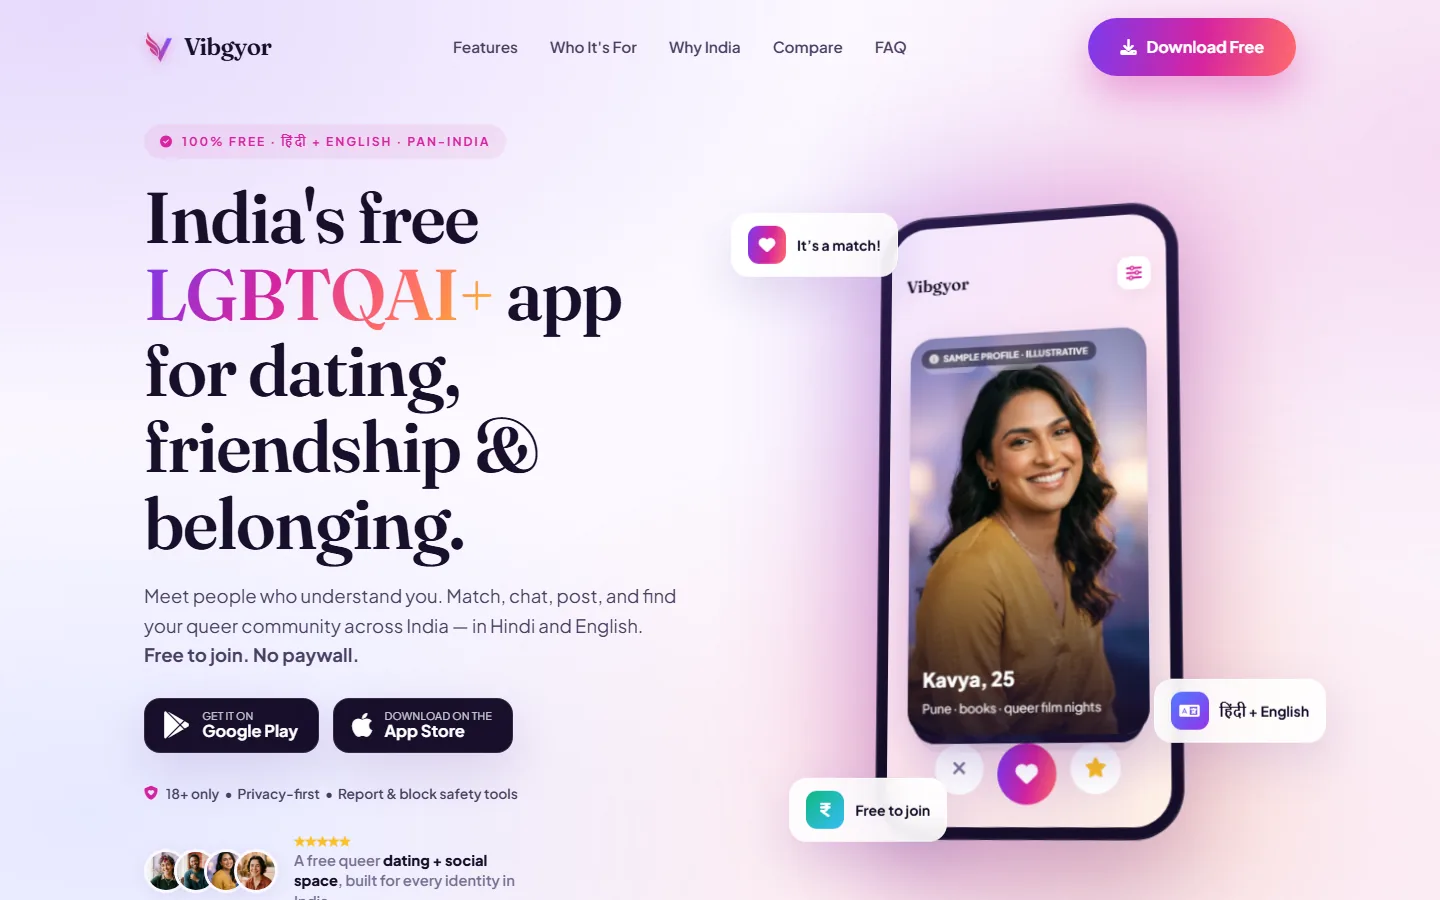 Vibgyor
Features
Who It's For
Why India
Compare
FAQ
Download Free
100% FREE · हिंदी + ENGLISH · PAN-INDIA
India's free
LGBTQAI+ app
for dating,
friendship &
belonging.
Meet people who understand you. Match, chat, post, and find
your queer community across India — in Hindi and English.
Free to join. No paywall.
GET IT ON
Google Play
DOWNLOAD ON THE
App Store
18+ only • Privacy-first • Report & block safety tools
A free queer dating + social
space, built for every identity in
India.
It's a match!
Vibgyor
SAMPLE PROFILE · ILLUSTRATIVE
Kavya, 25
Pune · books · queer film nights
हिंदी + English
₹
Free to join